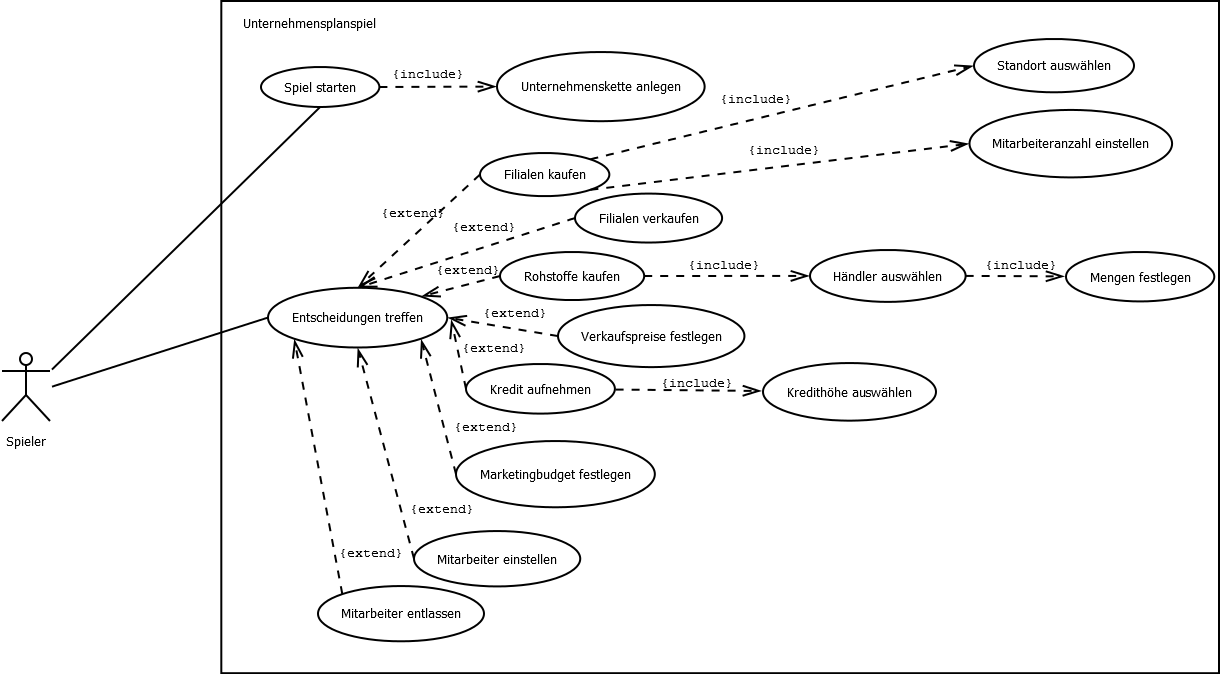 Unternehmensplanspiel
Spiel starten
{include}
Unternehmenskette anlegen
{include}
Standort auswählen
{include}
Mitarbeiteranzahl einstellen
Filialen kaufen
{extend}
Filialen verkaufen
{extend}
{extend}
Rohstoffe kaufen
{include}
Händler auswählen
{include}
Mengen festlegen
Entscheidungen treffen
{extend}
Verkaufspreise festlegen
{extend}
Kredit aufnehmen
{include}
Kredithöhe auswählen
Spieler
{extend}
Marketingbudget festlegen
{extend}
Mitarbeiter einstellen
{extend}
Mitarbeiter entlassen